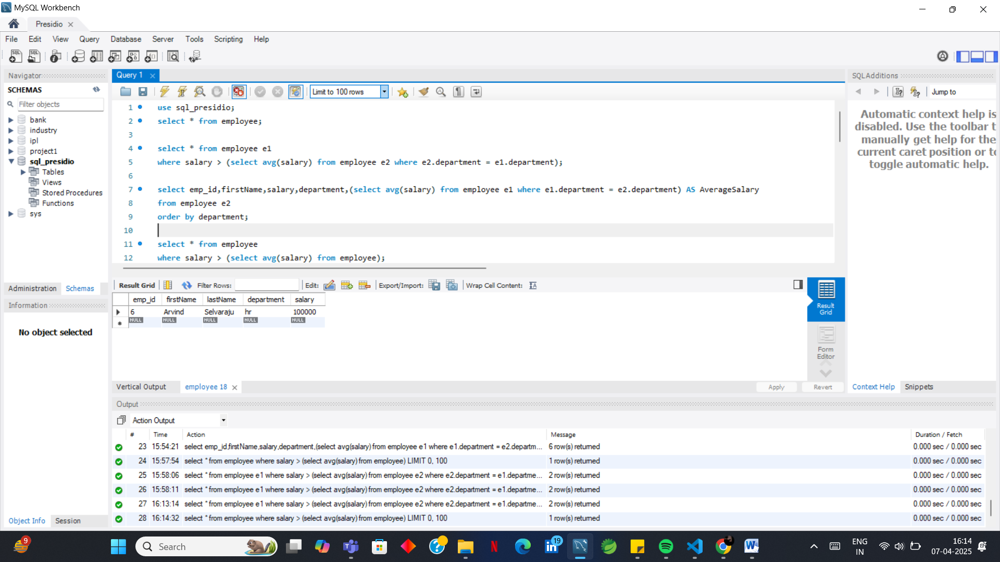 MySQL Workbench
Presidio
File Edit View Query Database Server Tools Scripting Help
Navigator
SCHEMAS
Filter objects
bank
industry
ipl
project1
sql_presidio
Tables
Views
Stored Procedures
Functions
sys
Administration Schemas
Information
No object selected
Object Info Session
Query 1
Limit to 100 rows
1 use sql_presidio;
2 select * from employee;
3
4 select * from employee e1
5 where salary > (select avg(salary) from employee e2 where e2.department = e1.department);
6
7 select emp_id,firstName,salary,department,(select avg(salary) from employee e1 where e1.department = e2.department) AS AverageSalary
8 from employee e2
9 order by department;
10
11 select * from employee
12 where salary > (select avg(salary) from employee);
Result Grid Filter Rows: Edit: Export/Import: Wrap Cell Content:
emp_id firstName lastName department salary
6 Arvind Selvaraju hr 100000
NULL NULL NULL NULL NULL
Result Grid
Form Editor
Vertical Output employee 18 Apply Revert
SQLAdditions
Jump to
Automatic context help is
disabled. Use the toolbar t
manually get help for the
current caret position or to
toggle automatic help.
Context Help Snippets
Output
Action Output
# Time Action Message Duration / Fetch
23 15:54:21 select emp_id,firstName,salary,department,(select avg(salary) from employee e1 where e1.department = e2.departm... 6 row(s) returned 0.000 sec / 0.000 sec
24 15:57:54 select * from employee where salary > (select avg(salary) from employee) LIMIT 0, 100 1 row(s) returned 0.000 sec / 0.000 sec
25 15:58:06 select * from employee e1 where salary > (select avg(salary) from employee e2 where e2.department = e1.departme... 2 row(s) returned 0.000 sec / 0.000 sec
26 15:58:11 select * from employee e1 where salary > (select avg(salary) from employee e2 where e2.department = e1.departme... 2 row(s) returned 0.000 sec / 0.000 sec
27 16:13:14 select * from employee e1 where salary > (select avg(salary) from employee e2 where e2.department = e1.departme... 2 row(s) returned 0.000 sec / 0.000 sec
28 16:14:32 select * from employee where salary > (select avg(salary) from employee) LIMIT 0, 100 1 row(s) returned 0.000 sec / 0.000 sec
9
Search
19
ENG
IN
16:14
07-04-2025